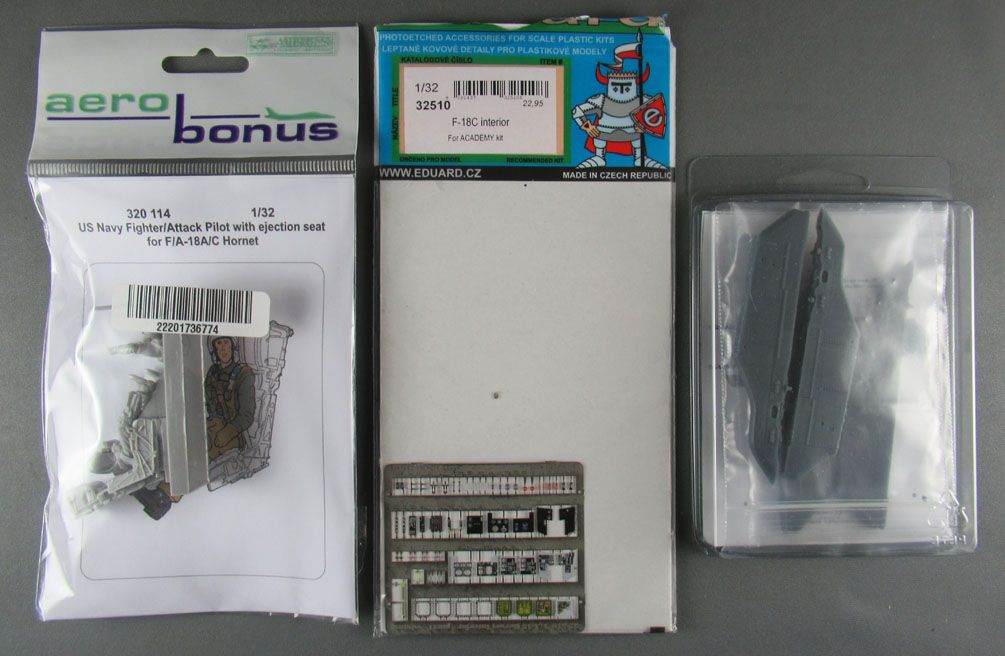 AIRES
aero
bonus
320 114 1/32
US Navy Fighter/Attack Pilot with ejection seat
for F/A-18A/C Hornet
22201736774
PHOTOETCHED ACCESSORIES FOR SCALE PLASTIC KITS
LEPTANÉ KOVOVÉ DETAILY PRO PLASTIKOVÉ MODELY
KATALOGOVÉ ČÍSLO ITEM #
NÁZEV TITLE
1/32
32510
22,95
F-18C interior
For ACADEMY kit
URČENO PRO MODEL RECOMMENDED KIT
e
WWW.EDUARD.CZ MADE IN CZECH REPUBLIC